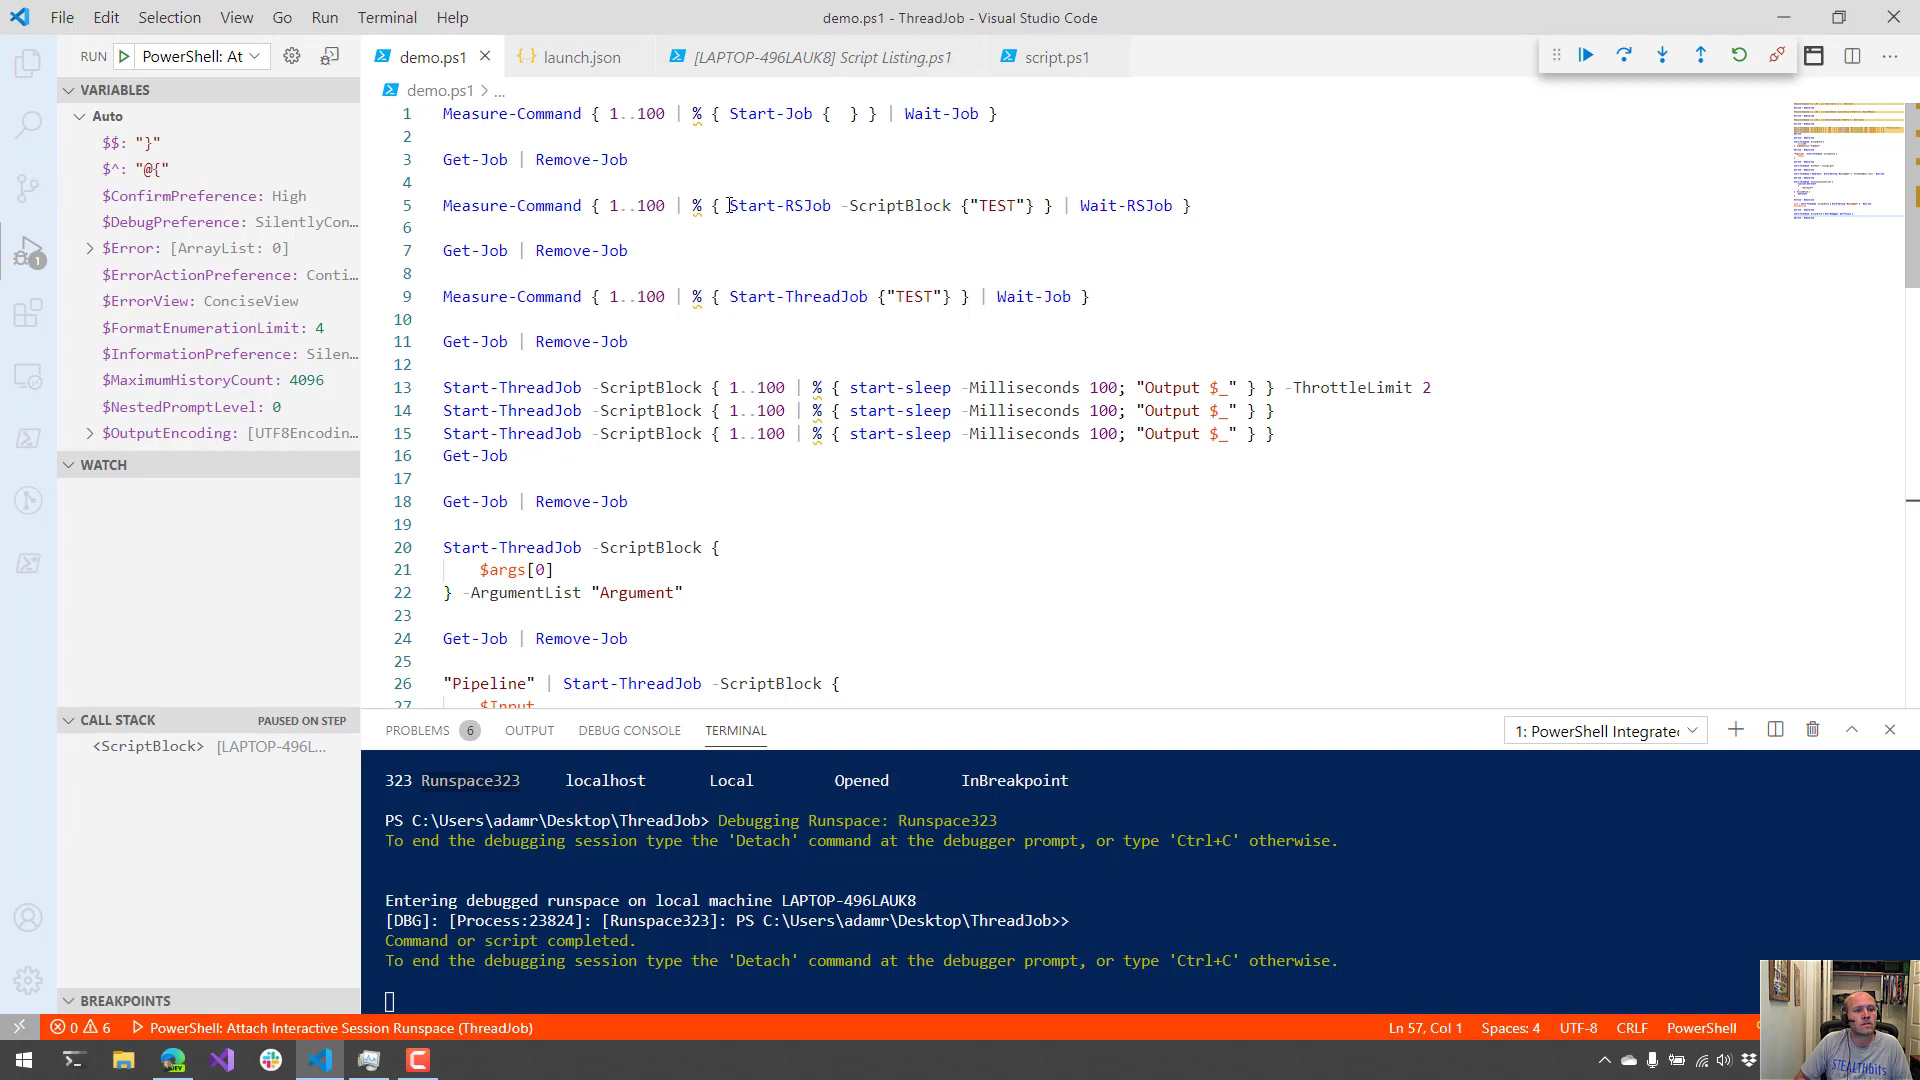 File Edit Selection View Go Run Terminal Help
demo.ps1 - ThreadJob - Visual Studio Code
RUN PowerShell: At
demo.ps1 launch.json [LAPTOP-496LAUK8] Script Listing.ps1 script.ps1
demo.ps1 > ...
VARIABLES
Auto
$$: "}"
$^: "@{"
$ConfirmPreference: High
$DebugPreference: SilentlyCon...
$Error: [ArrayList: 0]
$ErrorActionPreference: Conti...
$ErrorView: ConciseView
$FormatEnumerationLimit: 4
$InformationPreference: Silen...
$MaximumHistoryCount: 4096
$NestedPromptLevel: 0
$OutputEncoding: [UTF8Encodin...
WATCH
CALL STACK PAUSED ON STEP
<ScriptBlock> [LAPTOP-496L...
BREAKPOINTS
1
1 Measure-Command { 1..100 | % { Start-Job {  } } | Wait-Job }
2
3 Get-Job | Remove-Job
4
5 Measure-Command { 1..100 | % { Start-RSJob -ScriptBlock {"TEST"} } | Wait-RSJob }
6
7 Get-Job | Remove-Job
8
9 Measure-Command { 1..100 | % { Start-ThreadJob {"TEST"} } | Wait-Job }
10
11 Get-Job | Remove-Job
12
13 Start-ThreadJob -ScriptBlock { 1..100 | % { start-sleep -Milliseconds 100; "Output $_" } } -ThrottleLimit 2
14 Start-ThreadJob -ScriptBlock { 1..100 | % { start-sleep -Milliseconds 100; "Output $_" } }
15 Start-ThreadJob -ScriptBlock { 1..100 | % { start-sleep -Milliseconds 100; "Output $_" } }
16 Get-Job
17
18 Get-Job | Remove-Job
19
20 Start-ThreadJob -ScriptBlock {
21 $args[0]
22 } -ArgumentList "Argument"
23
24 Get-Job | Remove-Job
25
26 "Pipeline" | Start-ThreadJob -ScriptBlock {
27 $Input
PROBLEMS 6 OUTPUT DEBUG CONSOLE TERMINAL
1: PowerShell Integrate
323 Runspace323 localhost Local Opened InBreakpoint
PS C:\Users\adamr\Desktop\ThreadJob> Debugging Runspace: Runspace323
To end the debugging session type the 'Detach' command at the debugger prompt, or type 'Ctrl+C' otherwise.
Entering debugged runspace on local machine LAPTOP-496LAUK8
[DBG]: [Process:23824]: [Runspace323]: PS C:\Users\adamr\Desktop\ThreadJob>>
Command or script completed.
To end the debugging session type the 'Detach' command at the debugger prompt, or type 'Ctrl+C' otherwise.
0 6 PowerShell: Attach Interactive Session Runspace (ThreadJob)
Ln 57, Col 1 Spaces: 4 UTF-8 CRLF PowerShell
STEALTHbits